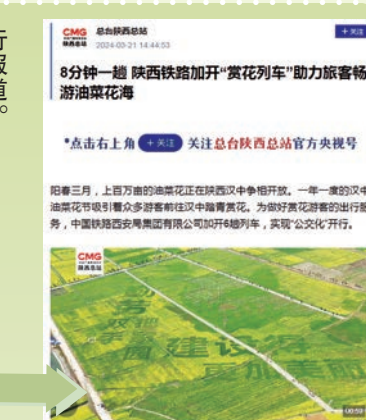 行
报
道。
CMG
陕西总站
总台陕西总站
2024-03-21 14:44:53
+关注
8分钟一趟 陕西铁路加开“赏花列车”助力旅客畅
游油菜花海
•点击右上角 +关注 关注总台陕西总站官方央视号
阳春三月，上百万亩的油菜花正在陕西汉中争相开放。一年一度的汉中
油菜花节吸引着众多游客前往汉中踏青赏花。为做好赏花游客的出行服
务，中国铁路西安局集团有限公司加开6趟列车，实现“公交化”开行。
CMG
陕西总站
建设得
更加美丽
00:59